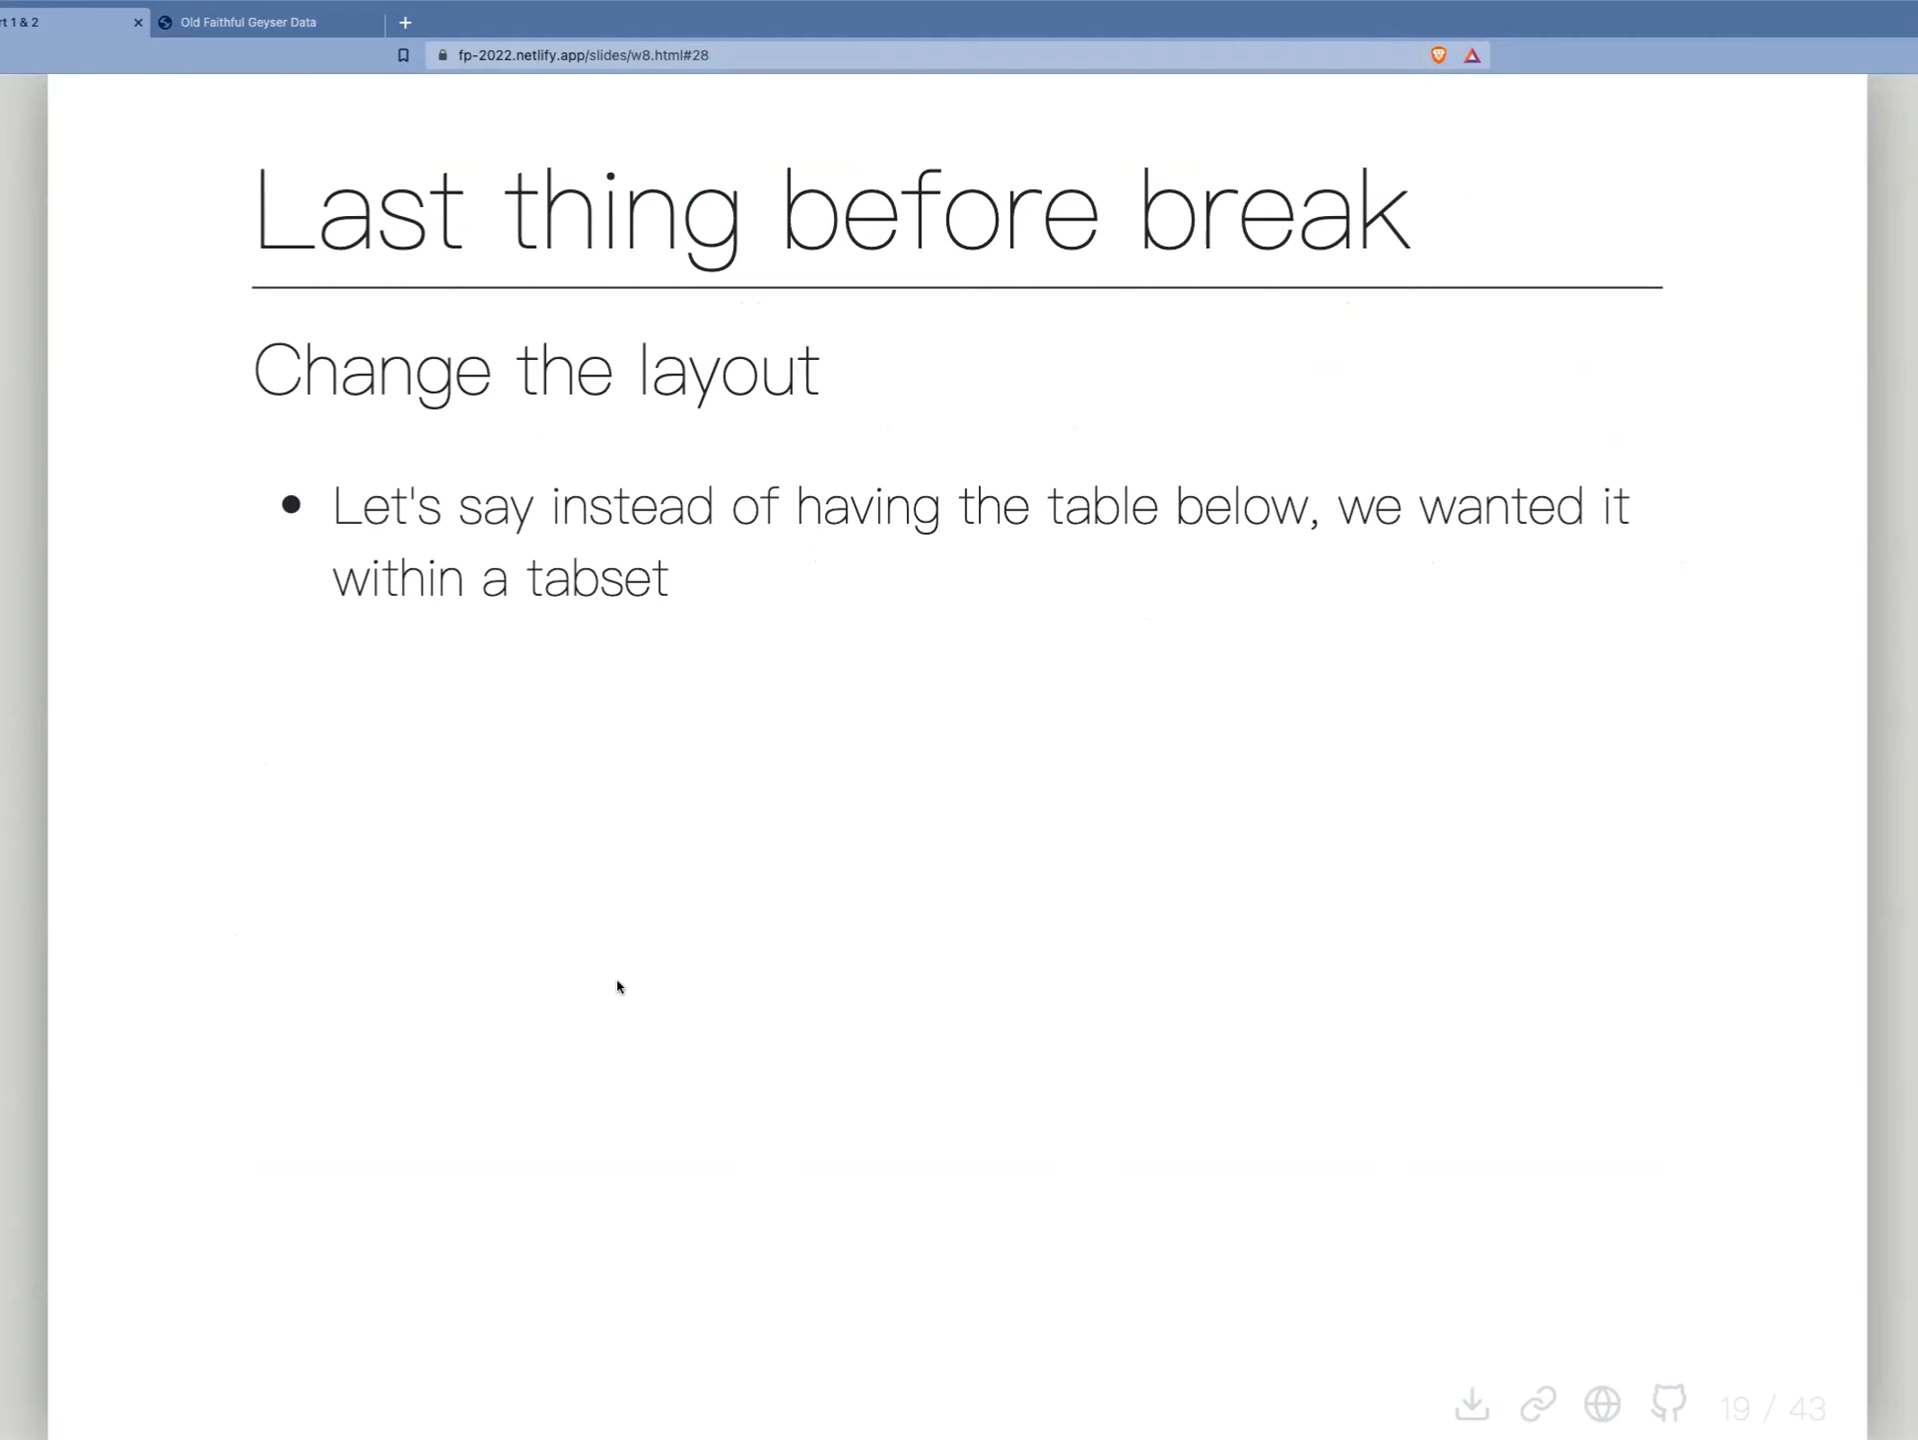 rt 1 & 2
Old Faithful Geyser Data
fp-2022.netlify.app/slides/w8.html#28
Last thing before break
Change the layout
Let's say instead of having the table below, we wanted it
within a tabset
19 / 43